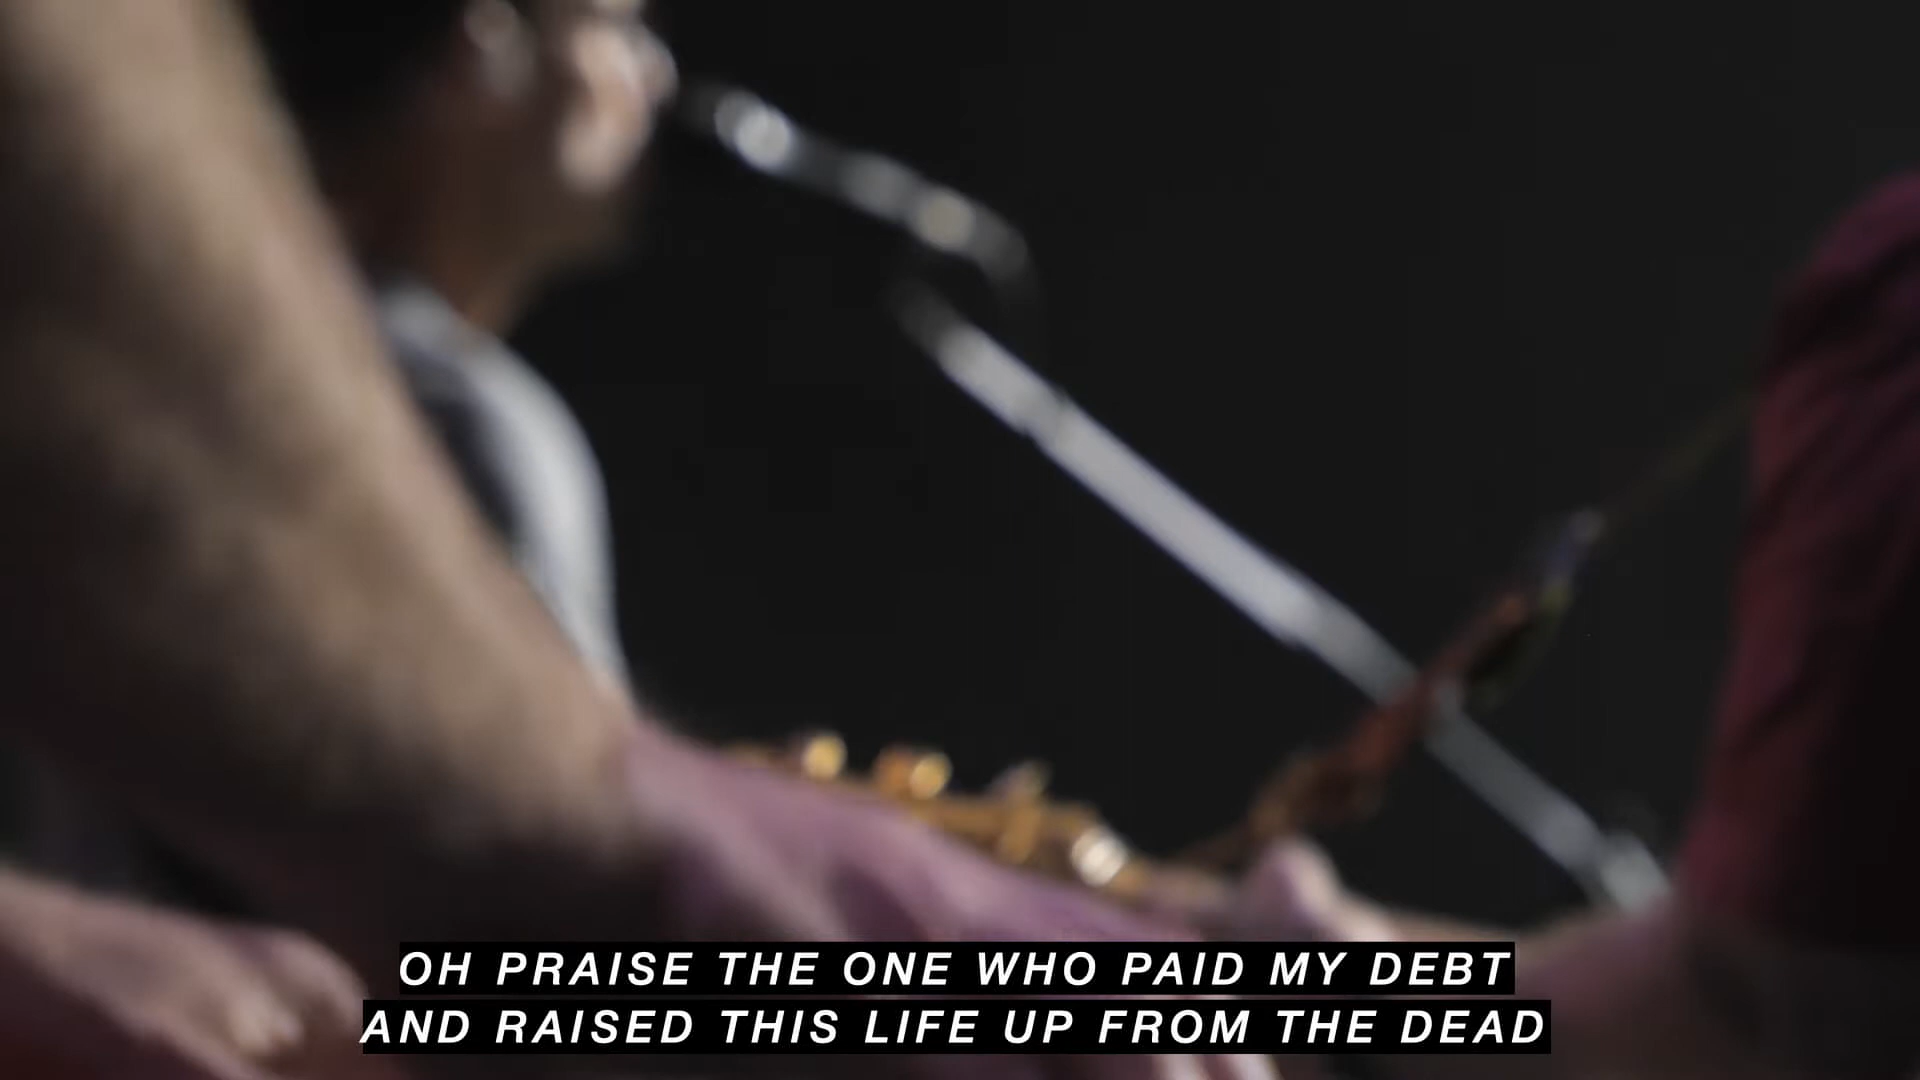 OH PRAISE THE ONE WHO PAID MY DEBT
AND RAISED THIS LIFE UP FROM THE DEAD